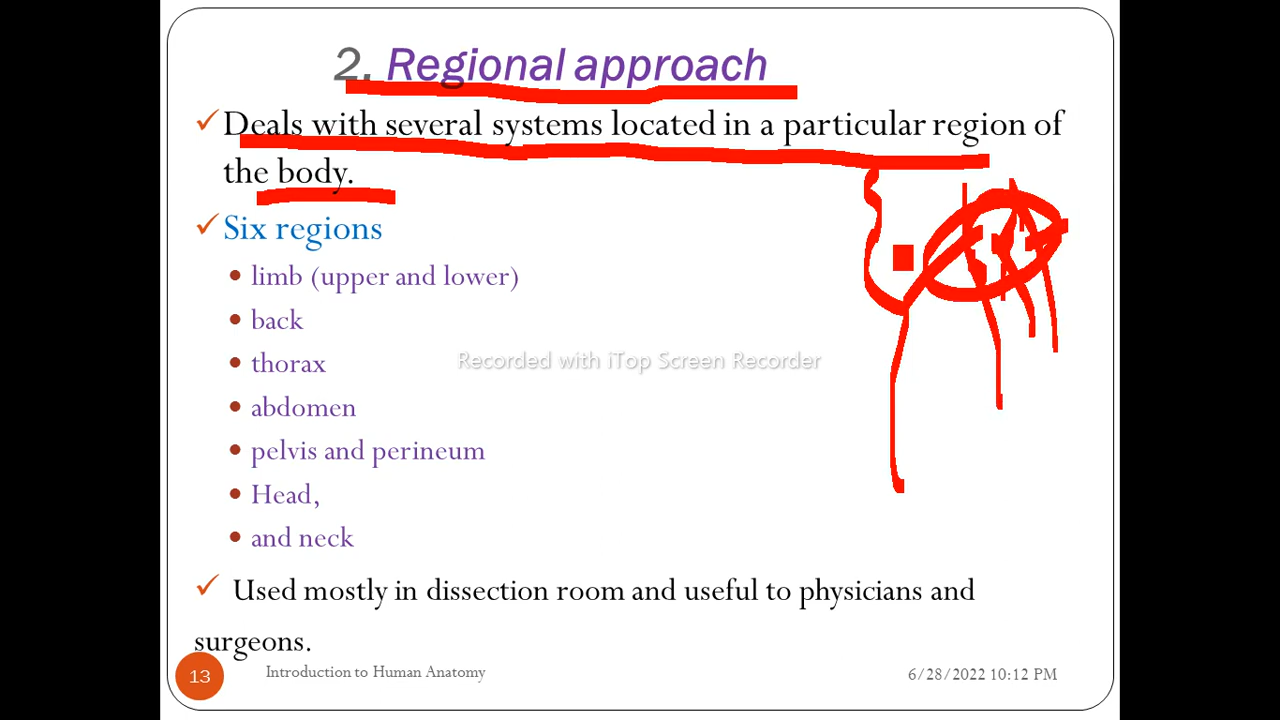 2. Regional approach
✓ Deals with several systems located in a particular region of
the body.
✓ Six regions
• limb (upper and lower)
• back
• thorax
Recorded with iTop Screen Recorder
• abdomen
• pelvis and perineum
• Head,
• and neck
✓ Used mostly in dissection room and useful to physicians and
surgeons.
13 Introduction to Human Anatomy 6/28/2022 10:12 PM